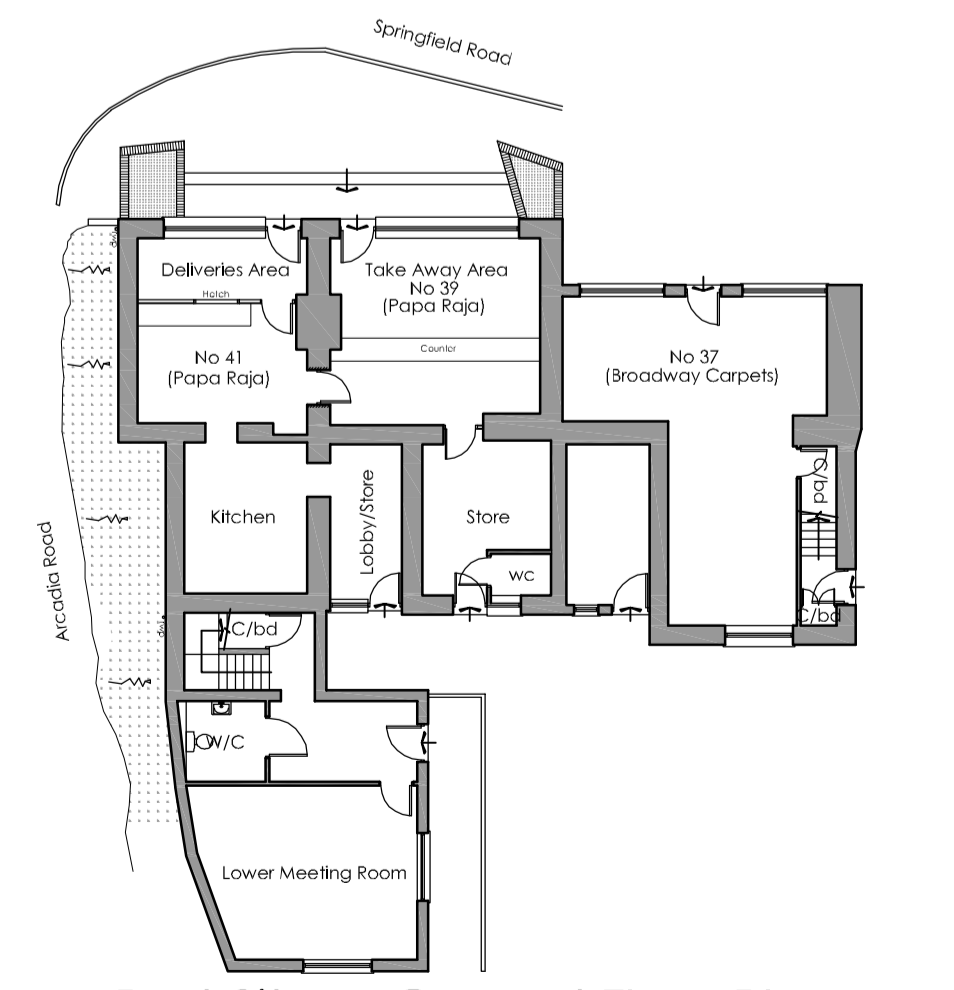 Springfield Road
Deliveries Area
Hatch
Take Away Area
No 39
(Papa Raja)
Counter
No 41
(Papa Raja)
No 37
(Broadway Carpets)
C/bd
Kitchen
Lobby/Store
Store
WC
C/bd
Arcadia Road
C/bd
W/C
Lower Meeting Room